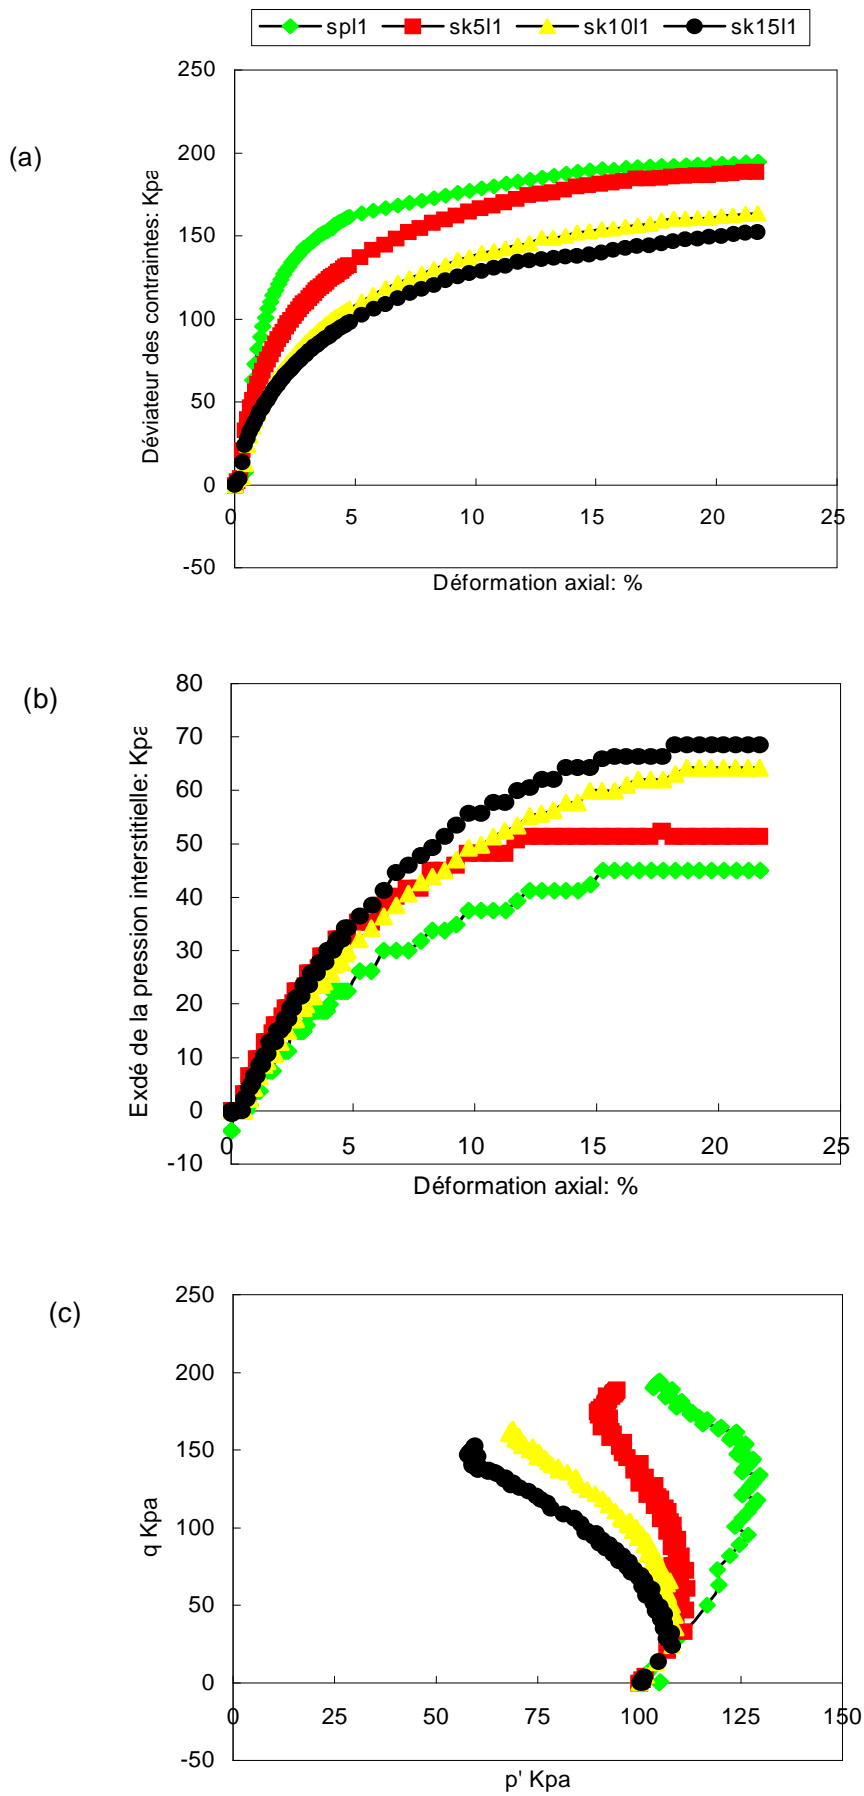 spl1 sk5l1 sk10l1 sk15l1
(a)
Déviateur des contraintes: Kpa
250
200
150
100
50
0
-50
0 5 10 15 20 25
Déformation axial: %
(b)
Exdé de la pression interstitielle: Kpa
80
70
60
50
40
30
20
10
0
-10
0 5 10 15 20 25
Déformation axial: %
(c)
q Kpa
250
200
150
100
50
0
-50
0 25 50 75 100 125 150
p' Kpa